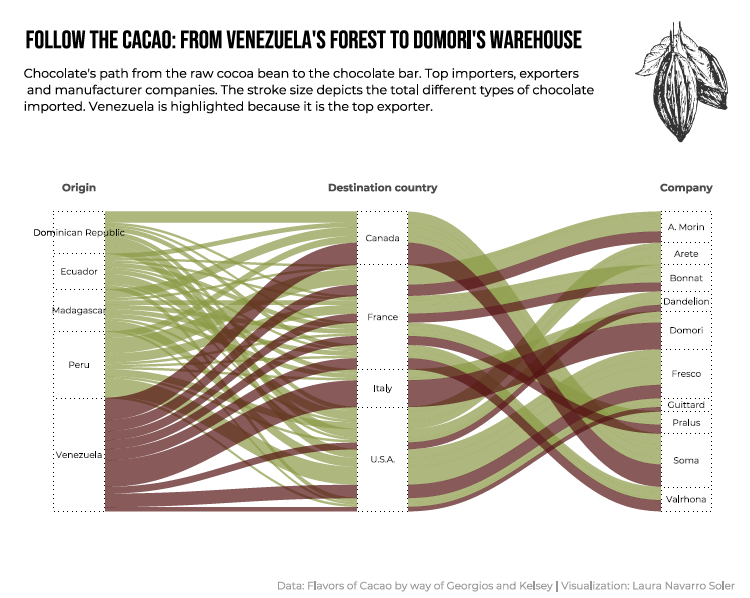 FOLLOW THE CACAO: FROM VENEZUELA'S FOREST TO DOMORI'S WAREHOUSE
Chocolate's path from the raw cocoa bean to the chocolate bar. Top importers, exporters
and manufacturer companies. The stroke size depicts the total different types of chocolate
imported. Venezuela is highlighted because it is the top exporter.
Origin
Destination country
Company
Dominican Republic
Ecuador
Madagascar
Peru
Venezuela
Canada
France
Italy
U.S.A.
A. Morin
Arete
Bonnat
Dandelion
Domori
Fresco
Guittard
Pralus
Soma
Valrhona
Data: Flavors of Cacao by way of Georgios and Kelsey | Visualization: Laura Navarro Soler